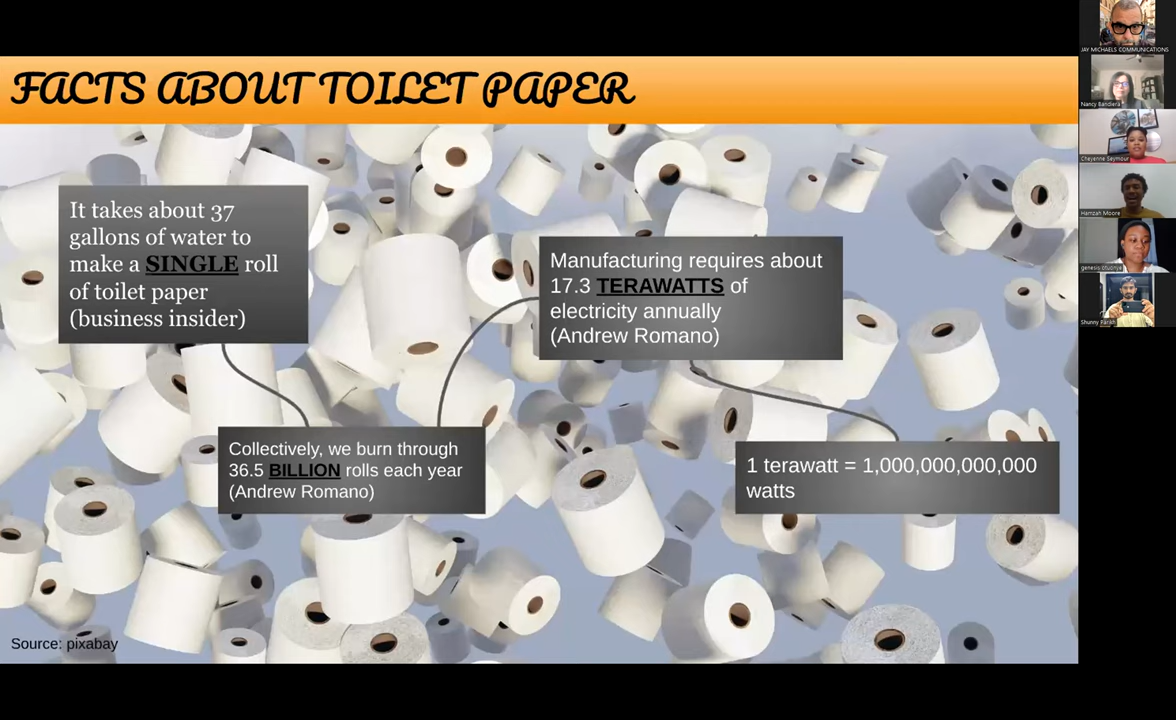 FACTS ABOUT TOILET PAPER
It takes about 37
gallons of water to
make a SINGLE roll
of toilet paper
(business insider)
Manufacturing requires about
17.3 TERAWATTS of
electricity annually
(Andrew Romano)
Collectively, we burn through
36.5 BILLION rolls each year
(Andrew Romano)
1 terawatt = 1,000,000,000,000
watts
Source: pixabay
JAY MICHAELS COMMUNICATIONS
Nancy Bandiera
Cheyenne Seymour
Hamzah Moore
Shunny Parikh